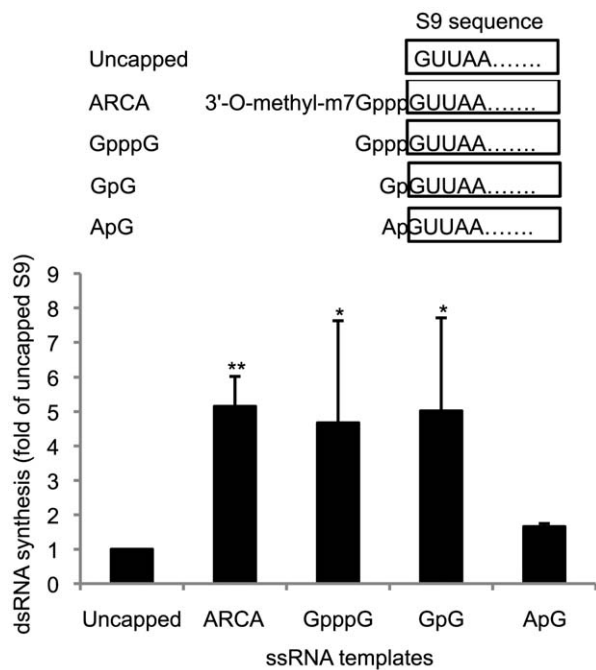 S9 sequence
Uncapped GUUAA.......
ARCA 3'-O-methyl-m7GpppGUUAA.......
GpppG GpppGUUAA.......
GpG GpGUUAA.......
ApG ApGUUAA.......
dsRNA synthesis (fold of uncapped S9)
9
8
7
6
5
4
3
2
1
0
** * *
Uncapped ARCA GpppG GpG ApG
ssRNA templates